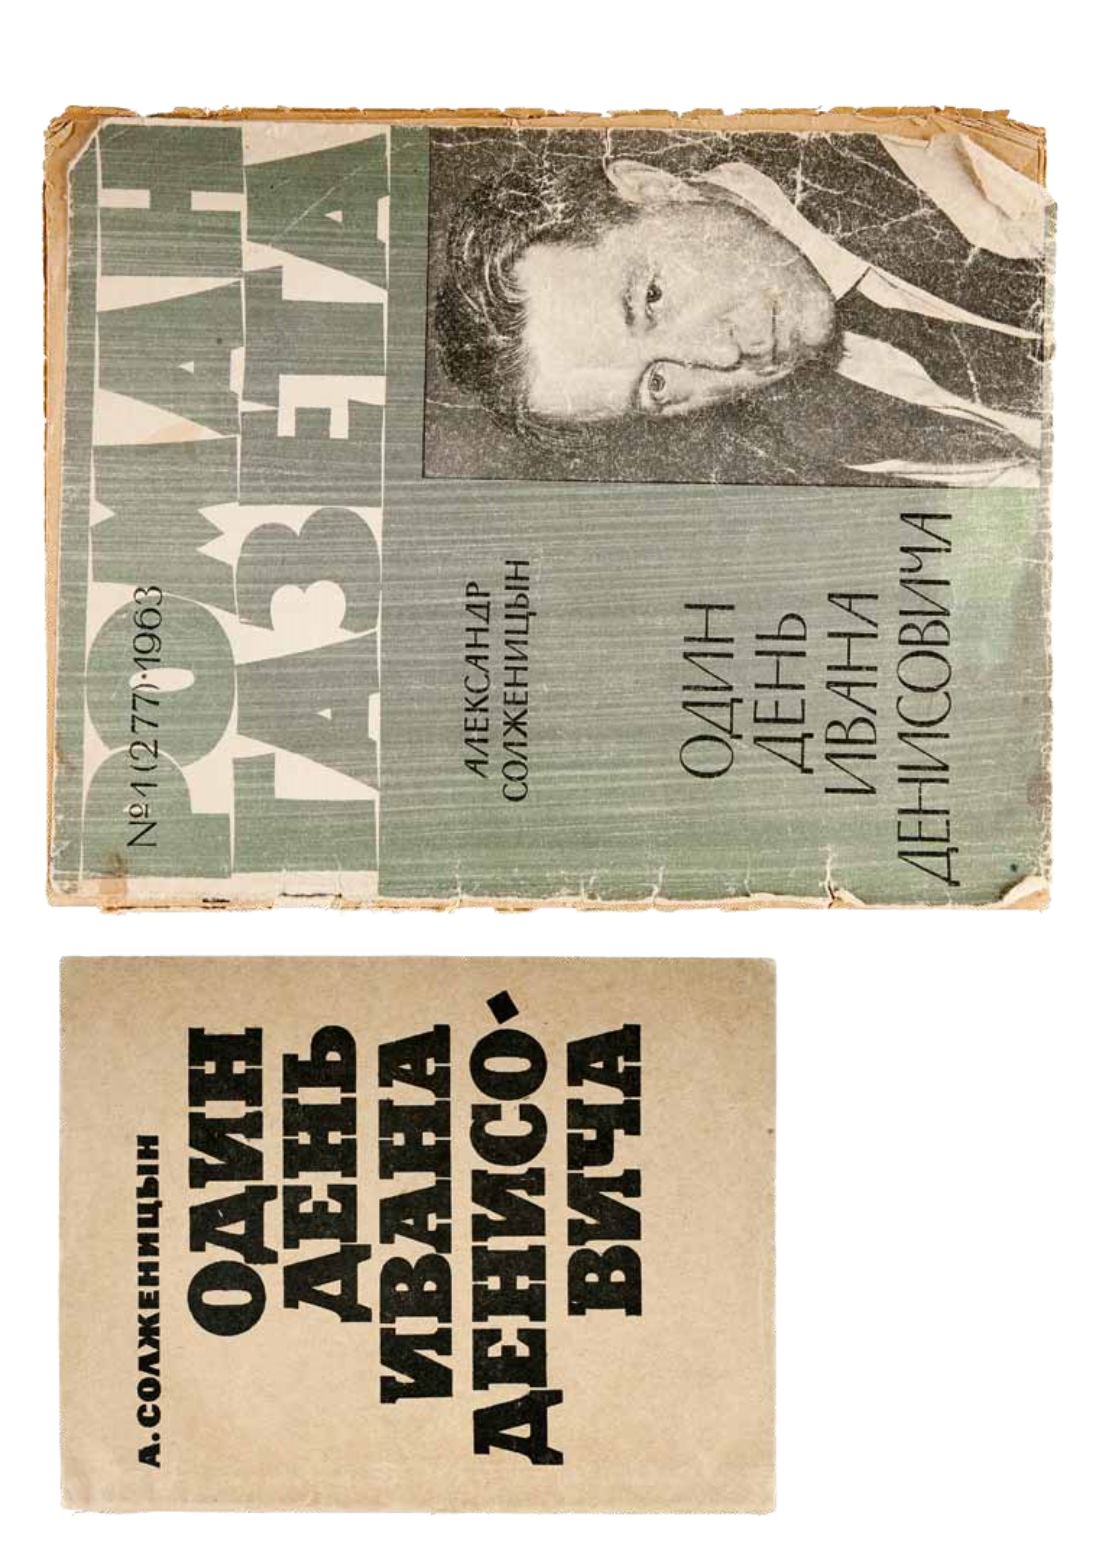 №1(277)·1963
РОМАН
ГАЗЕТА
АЛЕКСАНДР
СОЛЖЕНИЦЫН
ОДИН
ДЕНЬ
ИВАНА
ДЕНИСОВИЧА
А. СОЛЖЕНИЦЫН
ОДИН
ДЕНЬ
ИВАНА
ДЕНИСО-
ВИЧА